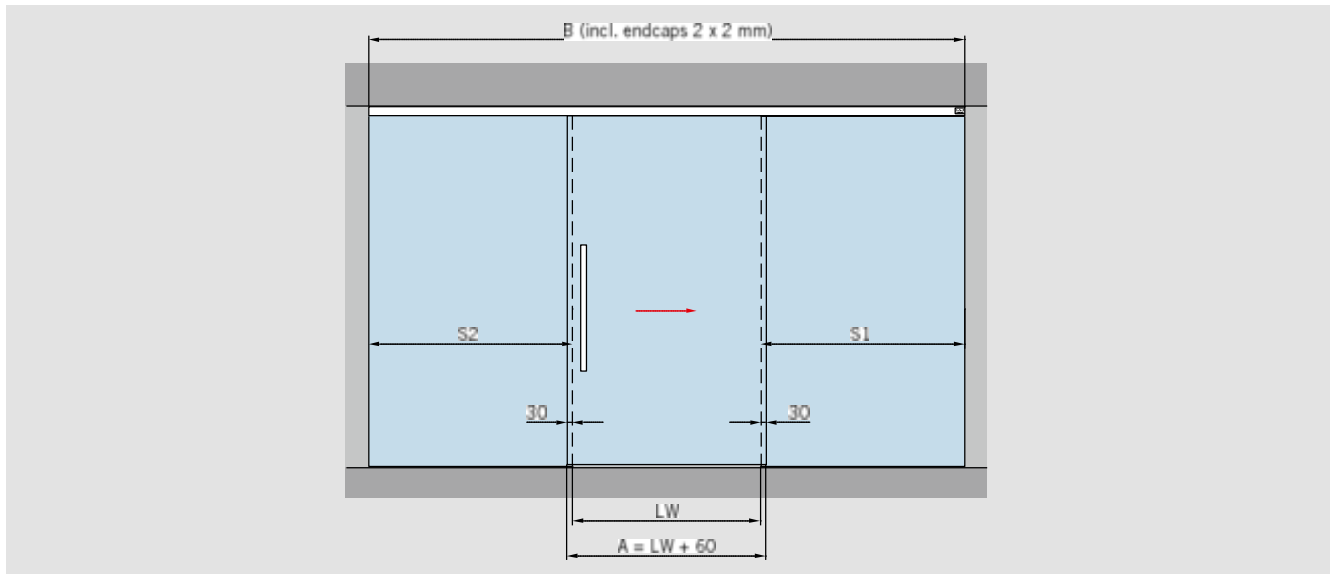 B (incl. endcaps 2 x 2 mm)
S2
S1
30
30
LW
A = LW + 60